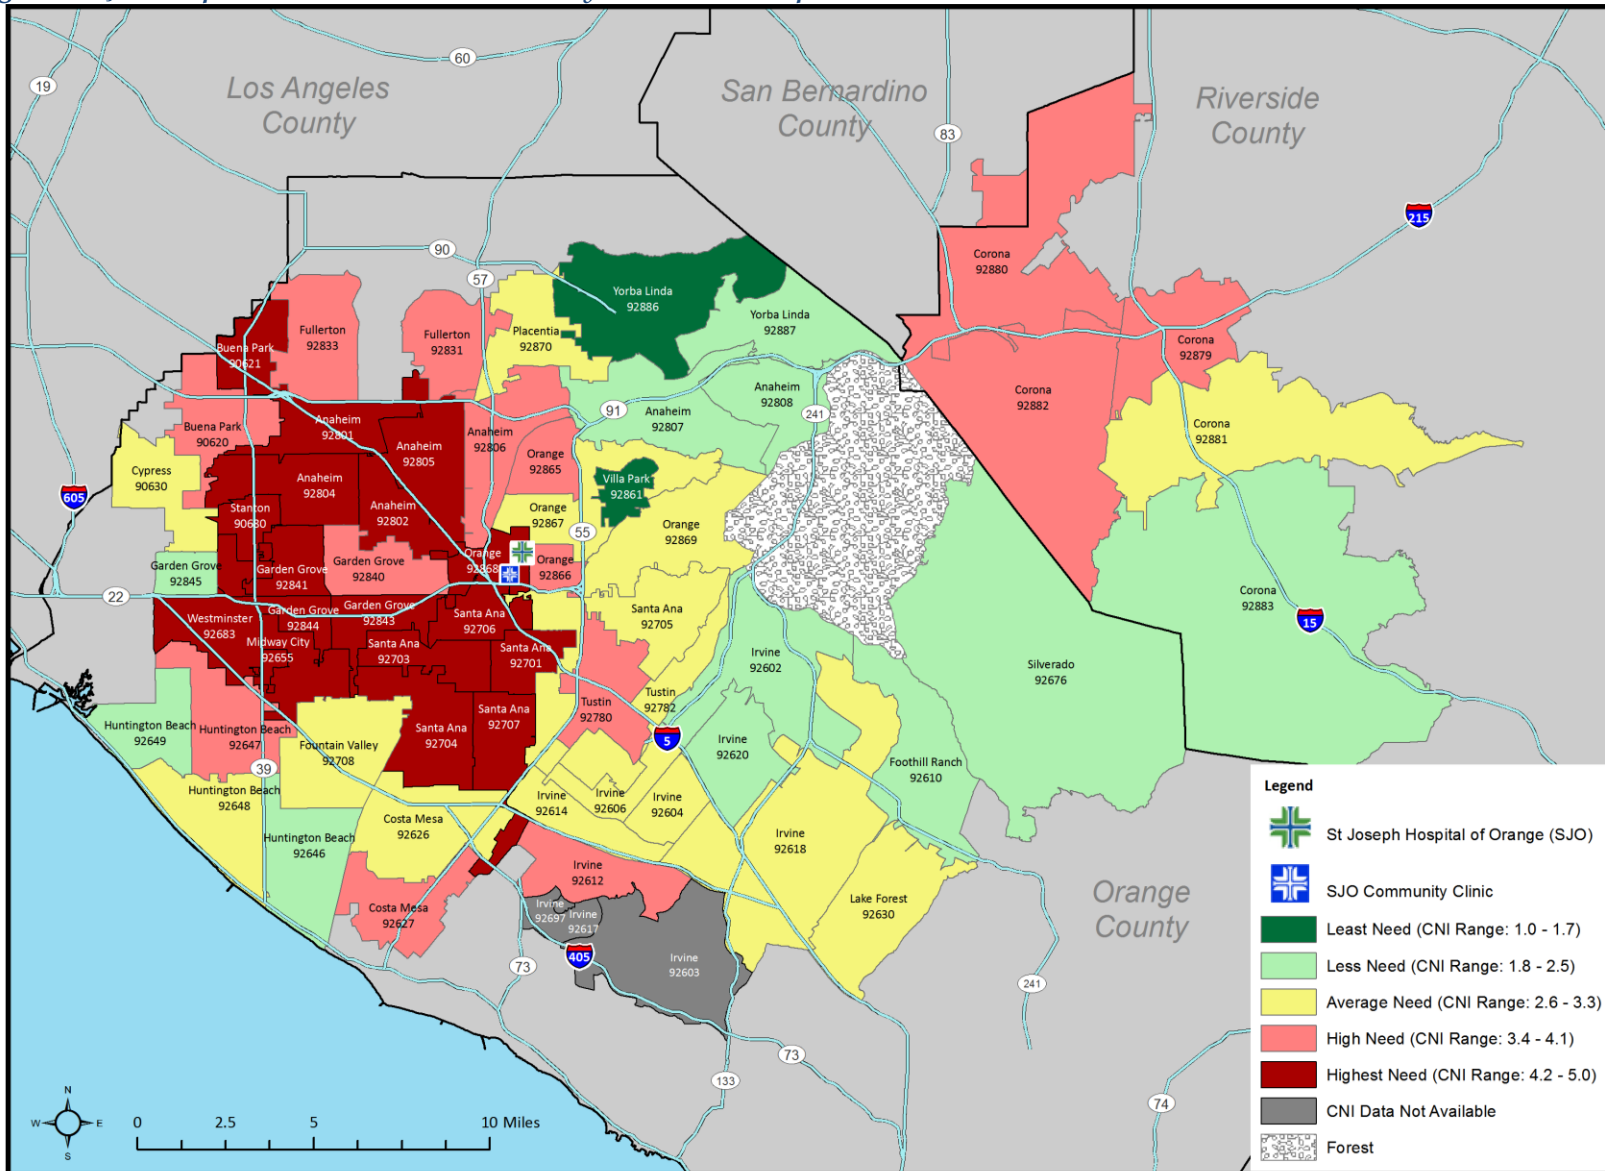 Los Angeles
County
San Bernardino
County
Riverside
County
60
19
83
215
90
57
Corona
92880
Yorba Linda
92886
Yorba Linda
92887
Fullerton
92833
Fullerton
92831
Placentia
92870
Buena Park
90621
Corona
92879
Anaheim
92808
Corona
92882
91
241
Anaheim
92807
Anaheim
92801
Buena Park
90620
Anaheim
92805
Anaheim
92806
Orange
92865
Corona
92881
Cypress
90630
Anaheim
92804
Villa Park
92861
605
Stanton
90680
Anaheim
92802
Orange
92867
55
Orange
92869
Garden Grove
92845
Garden Grove
92841
Garden Grove
92840
Orange
92868
Orange
92866
Corona
92883
22
15
Westminster
92683
Garden Grove
92844
Garden Grove
92843
Santa Ana
92706
Santa Ana
92705
Midway City
92655
Santa Ana
92703
Santa Ana
92701
Irvine
92602
Silverado
92676
Tustin
92782
Tustin
92780
Huntington Beach
92649
Huntington Beach
92647
Santa Ana
92704
Santa Ana
92707
5
Irvine
92620
Fountain Valley
92708
39
Foothill Ranch
92610
Huntington Beach
92648
Irvine
92614
Irvine
92606
Irvine
92604
Costa Mesa
92626
Huntington Beach
92646
Irvine
92618
Irvine
92612
Lake Forest
92630
Orange
County
Costa Mesa
92627
Irvine
92697
Irvine
92617
405
Irvine
92603
73
241
73
133
74
Legend
St Joseph Hospital of Orange (SJO)
SJO Community Clinic
Least Need (CNI Range: 1.0 - 1.7)
Less Need (CNI Range: 1.8 - 2.5)
Average Need (CNI Range: 2.6 - 3.3)
High Need (CNI Range: 3.4 - 4.1)
Highest Need (CNI Range: 4.2 - 5.0)
CNI Data Not Available
Forest
N
W E
S
0 2.5 5 10 Miles